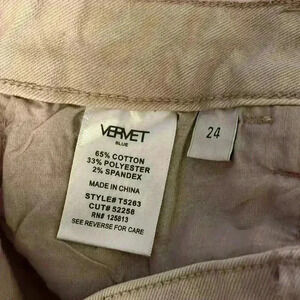 VERVET
BLUE
65% COTTON
33% POLYESTER
2% SPANDEX
MADE IN CHINA
STYLE# T5263
CUT# 52256
RN# 125813
SEE REVERSE FOR CARE
24